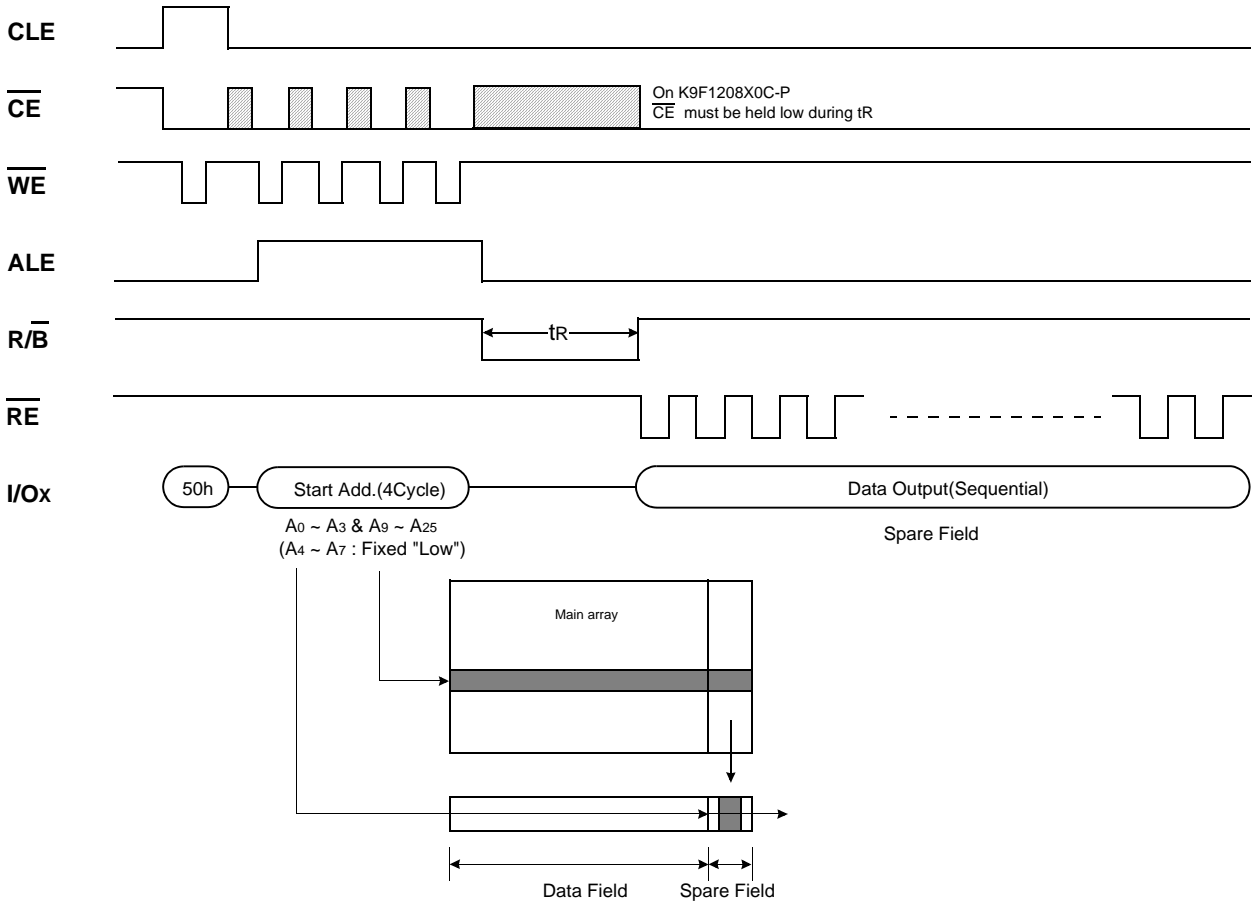 CLE
CE
On K9F1208X0C-P
CE must be held low during tR
WE
ALE
R/B
tR
RE
I/Ox
50h
Start Add.(4Cycle)
Data Output(Sequential)
A0 ~ A3 & A9 ~ A25
(A4 ~ A7 : Fixed "Low")
Spare Field
Main array
Data Field
Spare Field